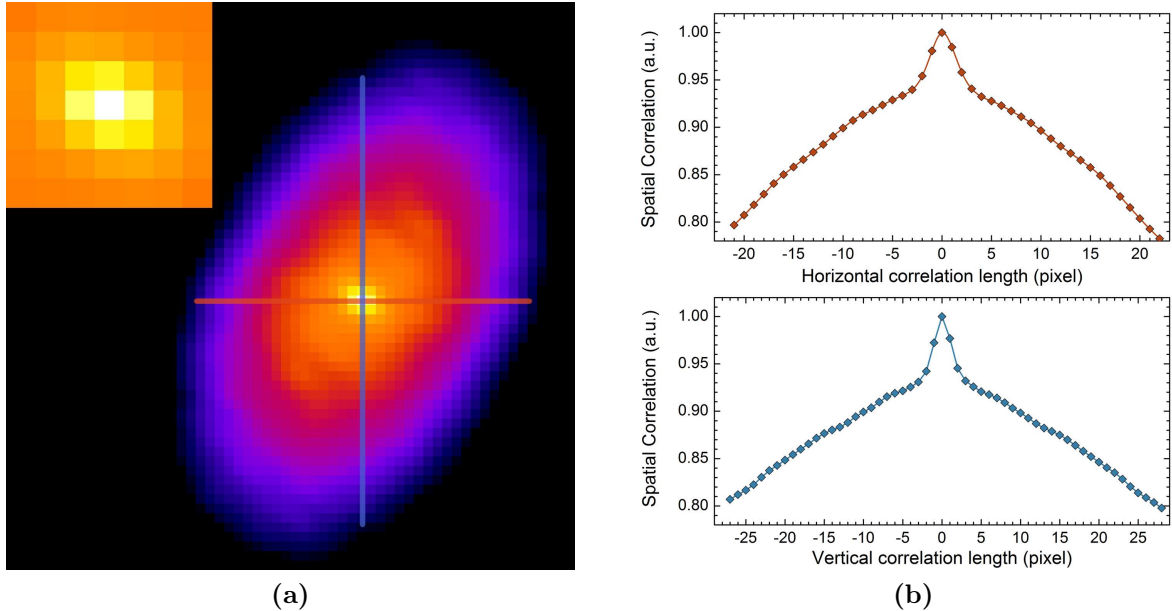 1.00
0.95
0.90
0.85
0.80
Spatial Correlation (a.u.)
-20 -15 -10 -5 0 5 10 15 20
Horizontal correlation length (pixel)
1.00
0.95
0.90
0.85
0.80
Spatial Correlation (a.u.)
-25 -20 -15 -10 -5 0 5 10 15 20 25
Vertical correlation length (pixel)
(a) (b)